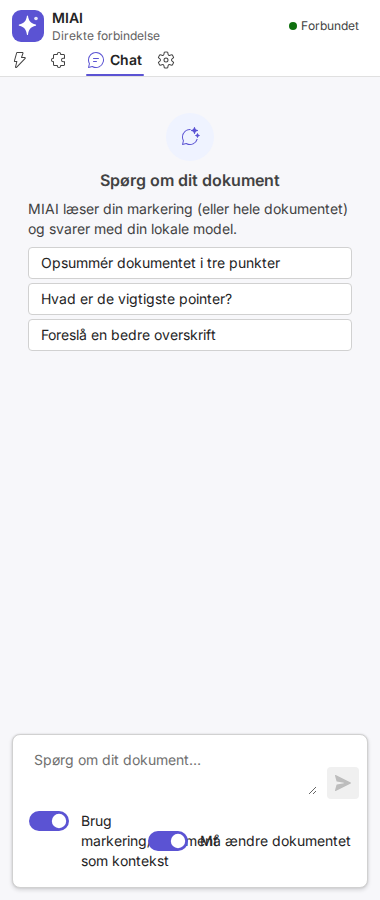 MIAI
Direkte forbindelse
Forbundet
Chat
Spørg om dit dokument
MIAI læser din markering (eller hele dokumentet)
og svarer med din lokale model.
Opsummér dokumentet i tre punkter
Hvad er de vigtigste pointer?
Foreslå en bedre overskrift
Spørg om dit dokument...
Brug
markering/
som kontekst
Må ændre dokumentet